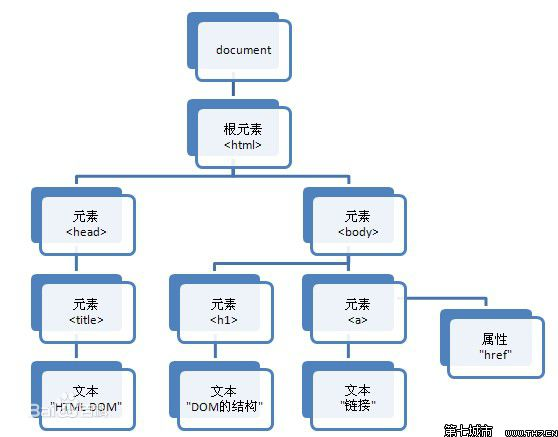 document
根元素
<html>
元素
<head>
元素
<body>
元素
<title>
元素
<h1>
元素
<a>
属性
"href"
文本
"HTML DOM"
文本
"DOM的结构"
文本
"链接"
Baidu百科
第七城市 WWW.TH7.CN